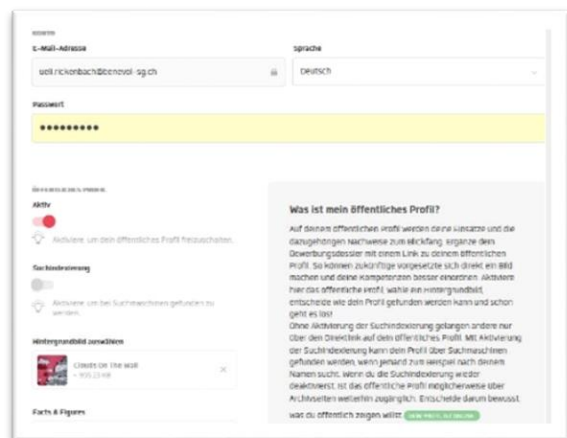 KONTO
E-Mail-Adresse
ueli.rickenbach@benevol-sg.ch
Sprache
Deutsch
Passwort
●●●●●●●●●
ÖFFENTLICHES PROFIL
Aktiv
Aktiviere um dein öffentliches Profil freizuschalten.
Suchindexierung
Aktiviere um bei Suchmaschinen gefunden zu
werden.
Hintergrundbild auswählen
Clouds On The Wall
Facts & Figures
Was ist mein öffentliches Profil?
Auf deinem öffentlichen Profil werden deine Einsätze und die
dazugehörigen Nachweise zum Blickfang. Ergänze dein
Bewerbungsdossier mit einem Link zu deinem öffentlichen
Profil. So können zukünftige Vorgesetzte sich direkt ein Bild
machen und deine Kompetenzen besser einordnen. Aktiviere
hier das öffentliche Profil, wähle ein Hintergrundbild,
entscheide wie dein Profil gefunden werden kann und schon
geht es los!
Ohne Aktivierung der Suchindexierung gelangen andere nur
über den Direktlink auf dein öffentliches Profil. Mit Aktivierung
der Suchindexierung kann dein Profil über Suchmaschinen
gefunden werden, wenn jemand zum Beispiel nach deinem
Namen sucht. Wenn du die Suchindexierung wieder
deaktivierst, ist das öffentliche Profil möglicherweise über
Archivseiten weiterhin zugänglich. Entscheide darum bewusst,
was du öffentlich zeigen willst.